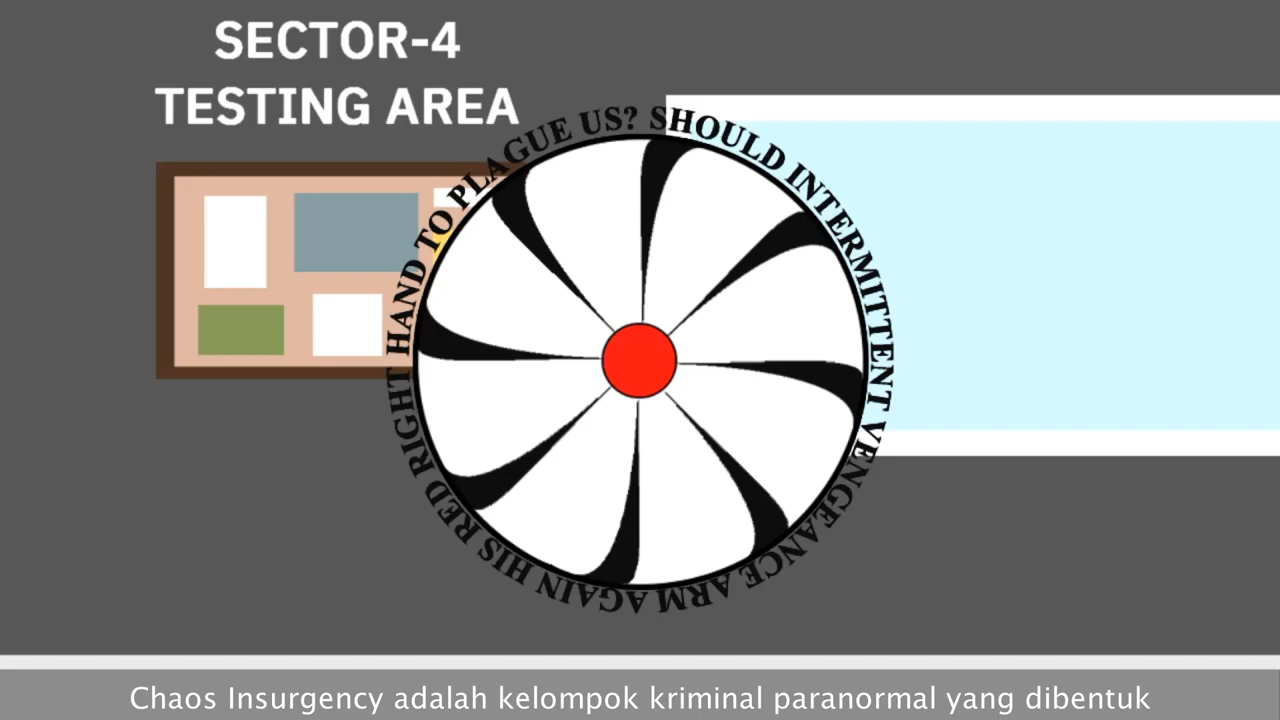 SECTOR-4
TESTING AREA
SHOULD INTERMITTENT VENGEANCE ARM AGAIN HIS RED RIGHT HAND TO PLAGUE US?
Chaos Insurgency adalah kelompok kriminal paranormal yang dibentuk